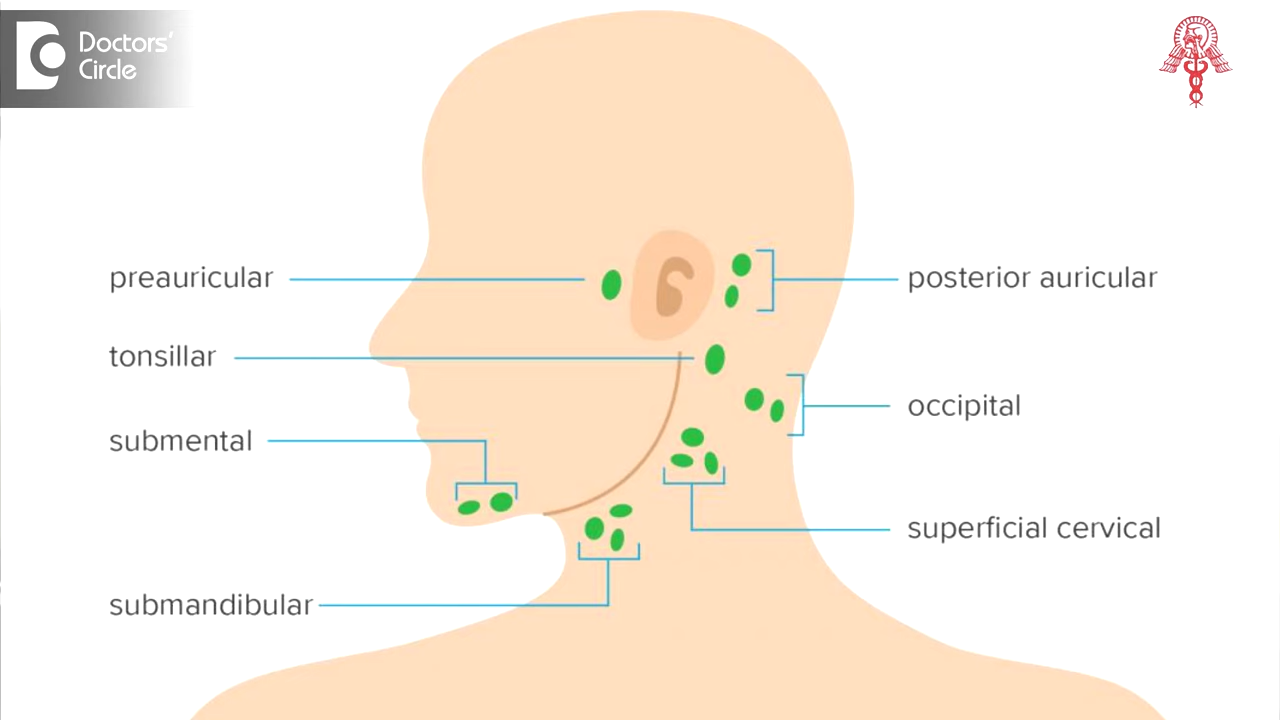 Doctors'
Circle
preauricular
posterior auricular
tonsillar
occipital
submental
superficial cervical
submandibular